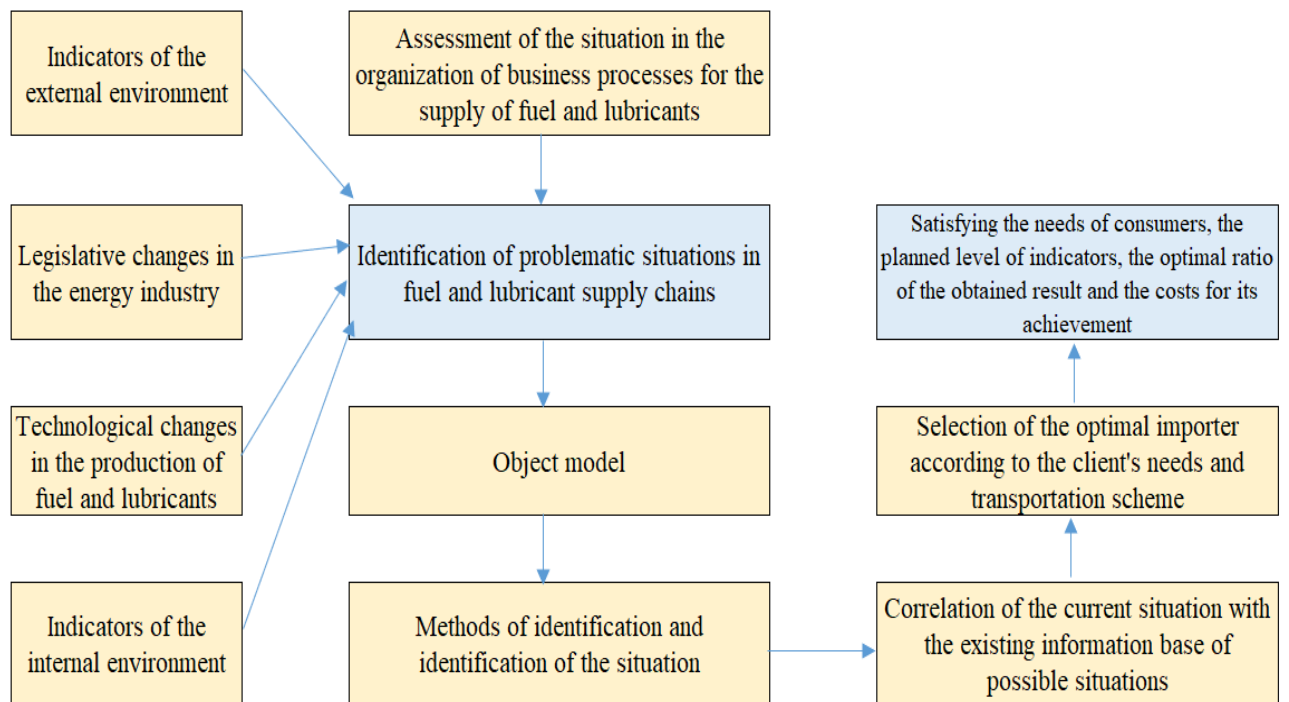 Indicators of the
external environment
Assessment of the situation in the
organization of business processes for the
supply of fuel and lubricants
Legislative changes in
the energy industry
Identification of problematic situations in
fuel and lubricant supply chains
Satisfying the needs of consumers, the
planned level of indicators, the optimal ratio
of the obtained result and the costs for its
achievement
Technological changes
in the production of
fuel and lubricants
Object model
Selection of the optimal importer
according to the client's needs and
transportation scheme
Indicators of the
internal environment
Methods of identification and
identification of the situation
Correlation of the current situation with
the existing information base of
possible situations